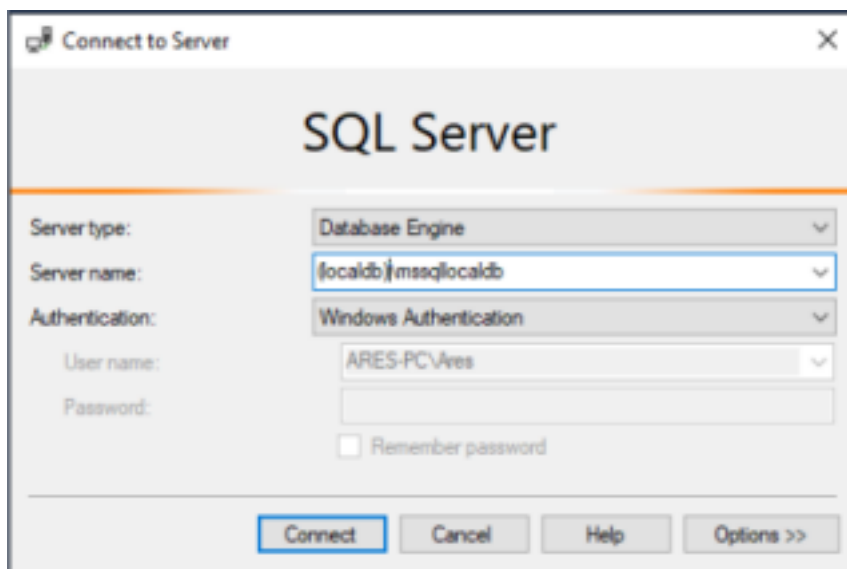 Connect to Server
SQL Server
Server type: Database Engine
Server name: (localdb)\mssqllocaldb
Authentication: Windows Authentication
User name: ARES-PC\Ares
Password:
Remember password
Connect Cancel Help Options >>